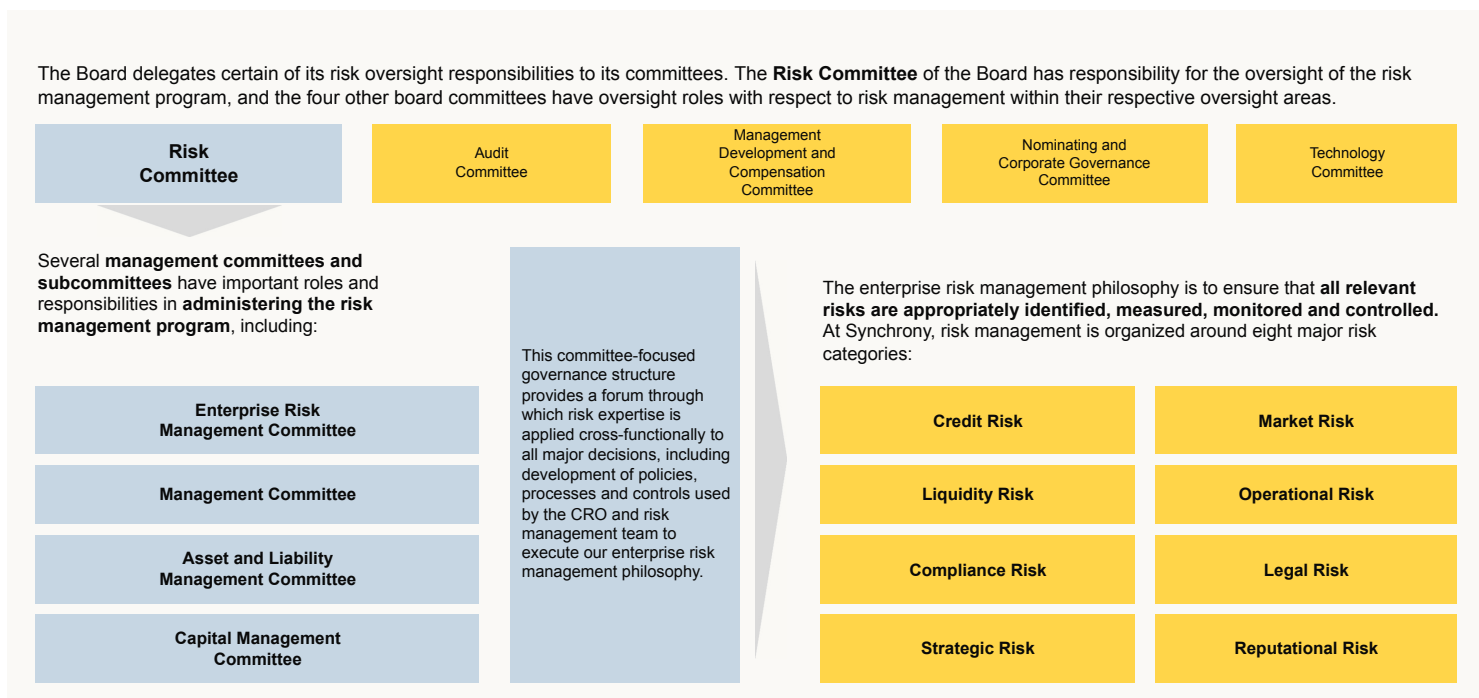 The Board delegates certain of its risk oversight responsibilities to its committees. The Risk Committee of the Board has responsibility for the oversight of the risk
management program, and the four other board committees have oversight roles with respect to risk management within their respective oversight areas.
Risk
Committee
Audit
Committee
Management
Development and
Compensation
Committee
Nominating and
Corporate Governance
Committee
Technology
Committee
Several management committees and
subcommittees have important roles and
responsibilities in administering the risk
management program, including:
Enterprise Risk
Management Committee
Management Committee
Asset and Liability
Management Committee
Capital Management
Committee
This committee-focused
governance structure
provides a forum through
which risk expertise is
applied cross-functionally to
all major decisions, including
development of policies,
processes and controls used
by the CRO and risk
management team to
execute our enterprise risk
management philosophy.
The enterprise risk management philosophy is to ensure that all relevant
risks are appropriately identified, measured, monitored and controlled.
At Synchrony, risk management is organized around eight major risk
categories:
Credit Risk
Market Risk
Liquidity Risk
Operational Risk
Compliance Risk
Legal Risk
Strategic Risk
Reputational Risk